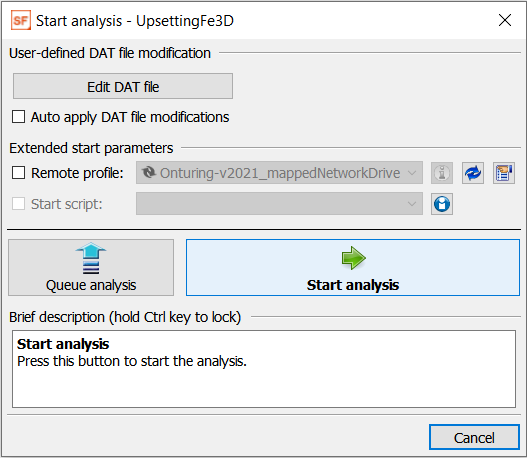 SF Start analysis - UpsettingFe3D
User-defined DAT file modification
Edit DAT file
Auto apply DAT file modifications
Extended start parameters
Remote profile: Onturing-v2021_mappedNetworkDrive
Start script:
Queue analysis
Start analysis
Brief description (hold Ctrl key to lock)
Start analysis
Press this button to start the analysis.
Cancel